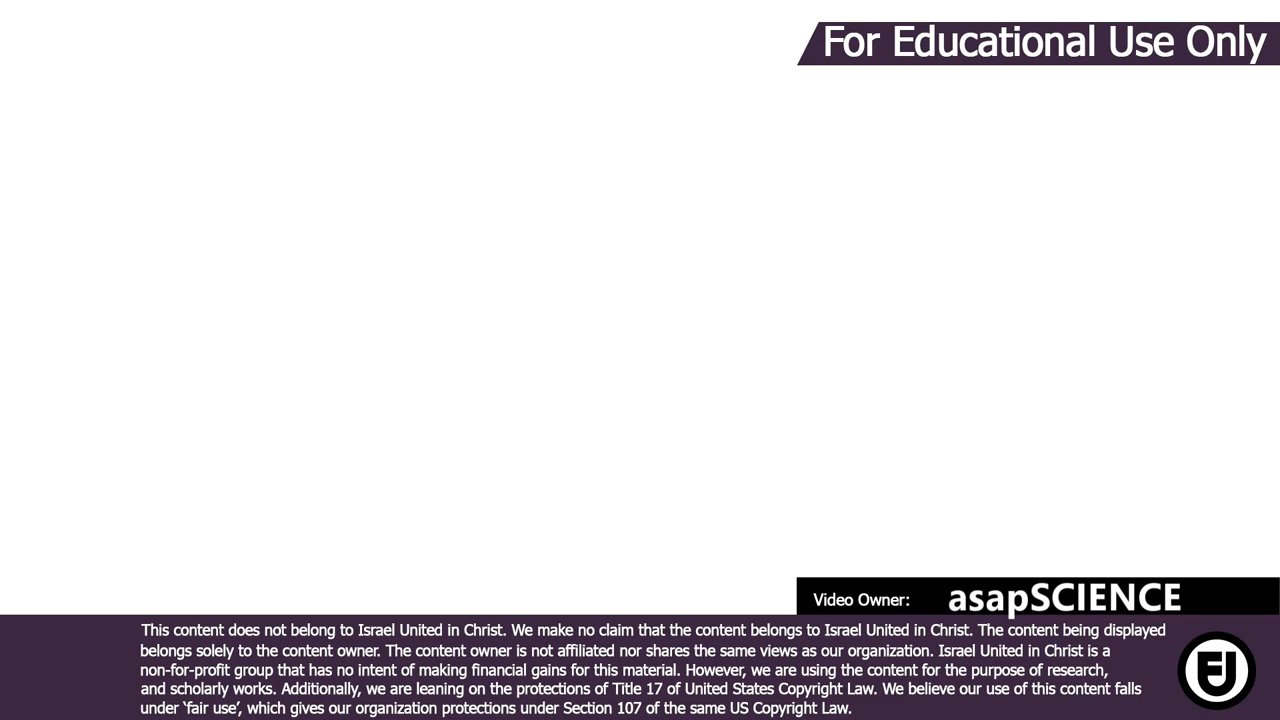 For Educational Use Only
Video Owner: asapSCIENCE
This content does not belong to Israel United in Christ. We make no claim that the content belongs to Israel United in Christ. The content being displayed
belongs solely to the content owner. The content owner is not affiliated nor shares the same views as our organization. Israel United in Christ is a
non-for-profit group that has no intent of making financial gains for this material. However, we are using the content for the purpose of research,
and scholarly works. Additionally, we are leaning on the protections of Title 17 of United States Copyright Law. We believe our use of this content falls
under ‘fair use’, which gives our organization protections under Section 107 of the same US Copyright Law.